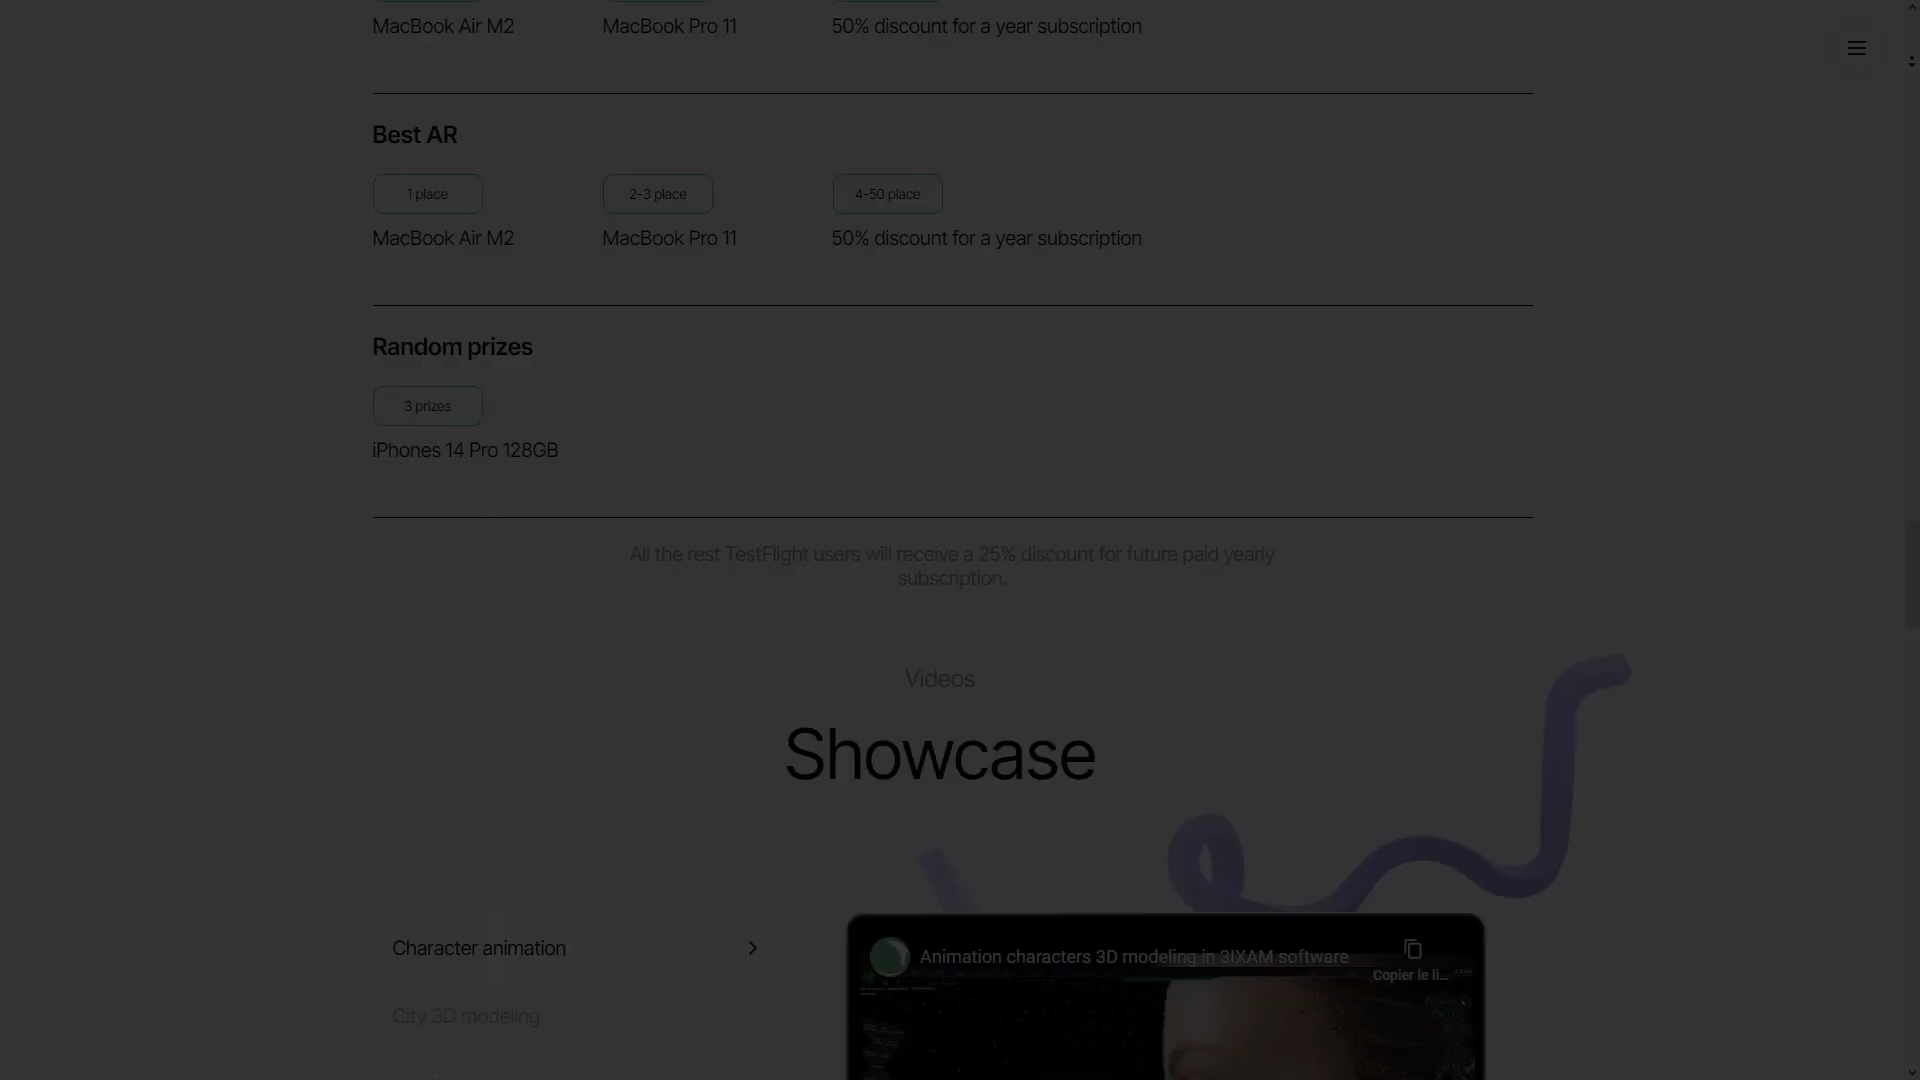 MacBook Air M2 MacBook Pro 11 50% discount for a year subscription
Best AR
1 place 2-3 place 4-50 place
MacBook Air M2 MacBook Pro 11 50% discount for a year subscription
Random prizes
3 prizes
iPhones 14 Pro 128GB
All the rest TestFlight users will receive a 25% discount for future paid yearly
subscription.
Videos
Showcase
Character animation
Animation characters 3D modeling in 3IXAM software
Copier le li...
City 3D modeling